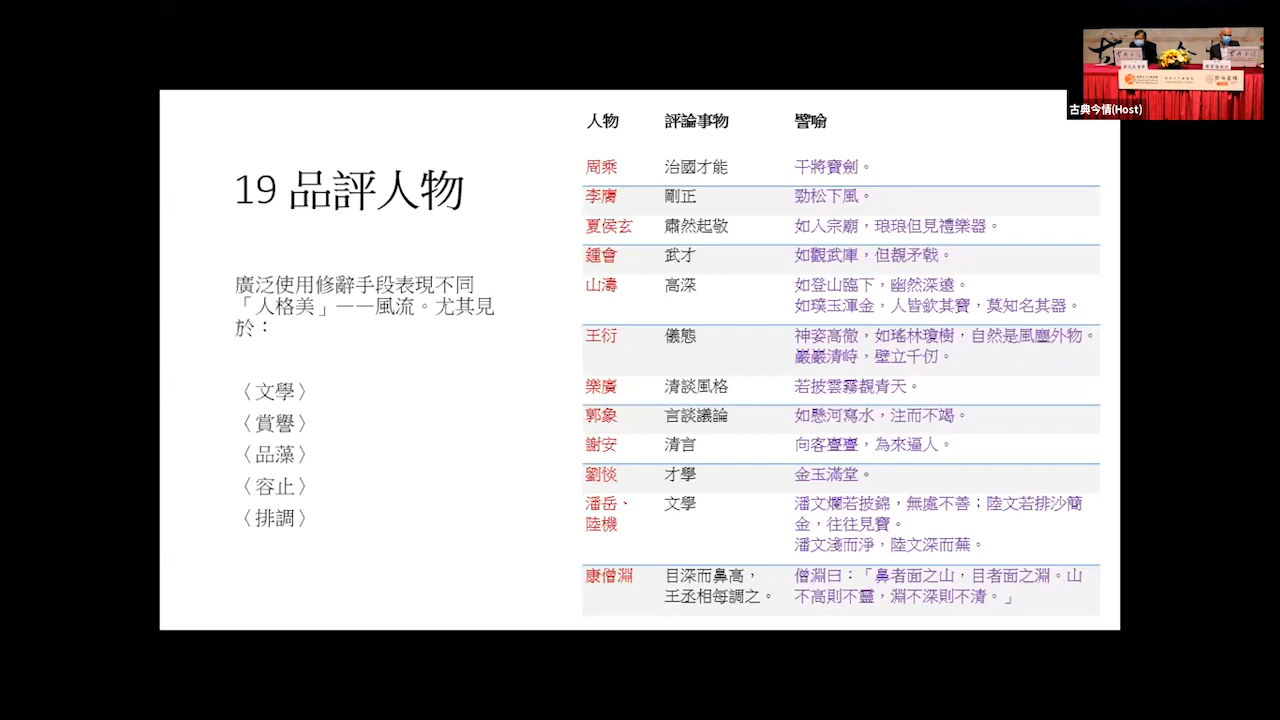 古典今情(Host)
19 品評人物
廣泛使用修辭手段表現不同
「人格美」——風流。尤其見
於：
〈文學〉
〈賞譽〉
〈品藻〉
〈容止〉
〈排調〉
人物 評論事物 譬喻
周乘 治國才能 干將寶劍。
李膺 剛正 勁松下風。
夏侯玄 肅然起敬 如入宗廟，琅琅但見禮樂器。
鍾會 武才 如觀武庫，但覩矛戟。
山濤 高深 如登山臨下，幽然深遠。
如璞玉渾金，人皆欽其寶，莫知名其器。
王衍 儀態 神姿高徹，如瑤林瓊樹，自然是風塵外物。
巖巖清峙，壁立千仞。
樂廣 清談風格 若披雲霧覩青天。
郭象 言談議論 如懸河寫水，注而不竭。
謝安 清言 向客亹亹，為來逼人。
劉惔 才學 金玉滿堂。
潘岳、 文學 潘文爛若披錦，無處不善；陸文若排沙簡
陸機 金，往往見寶。
潘文淺而淨，陸文深而蕪。
康僧淵 目深而鼻高， 僧淵曰：「鼻者面之山，目者面之淵。山
王丞相每調之。 不高則不靈，淵不深則不清。」